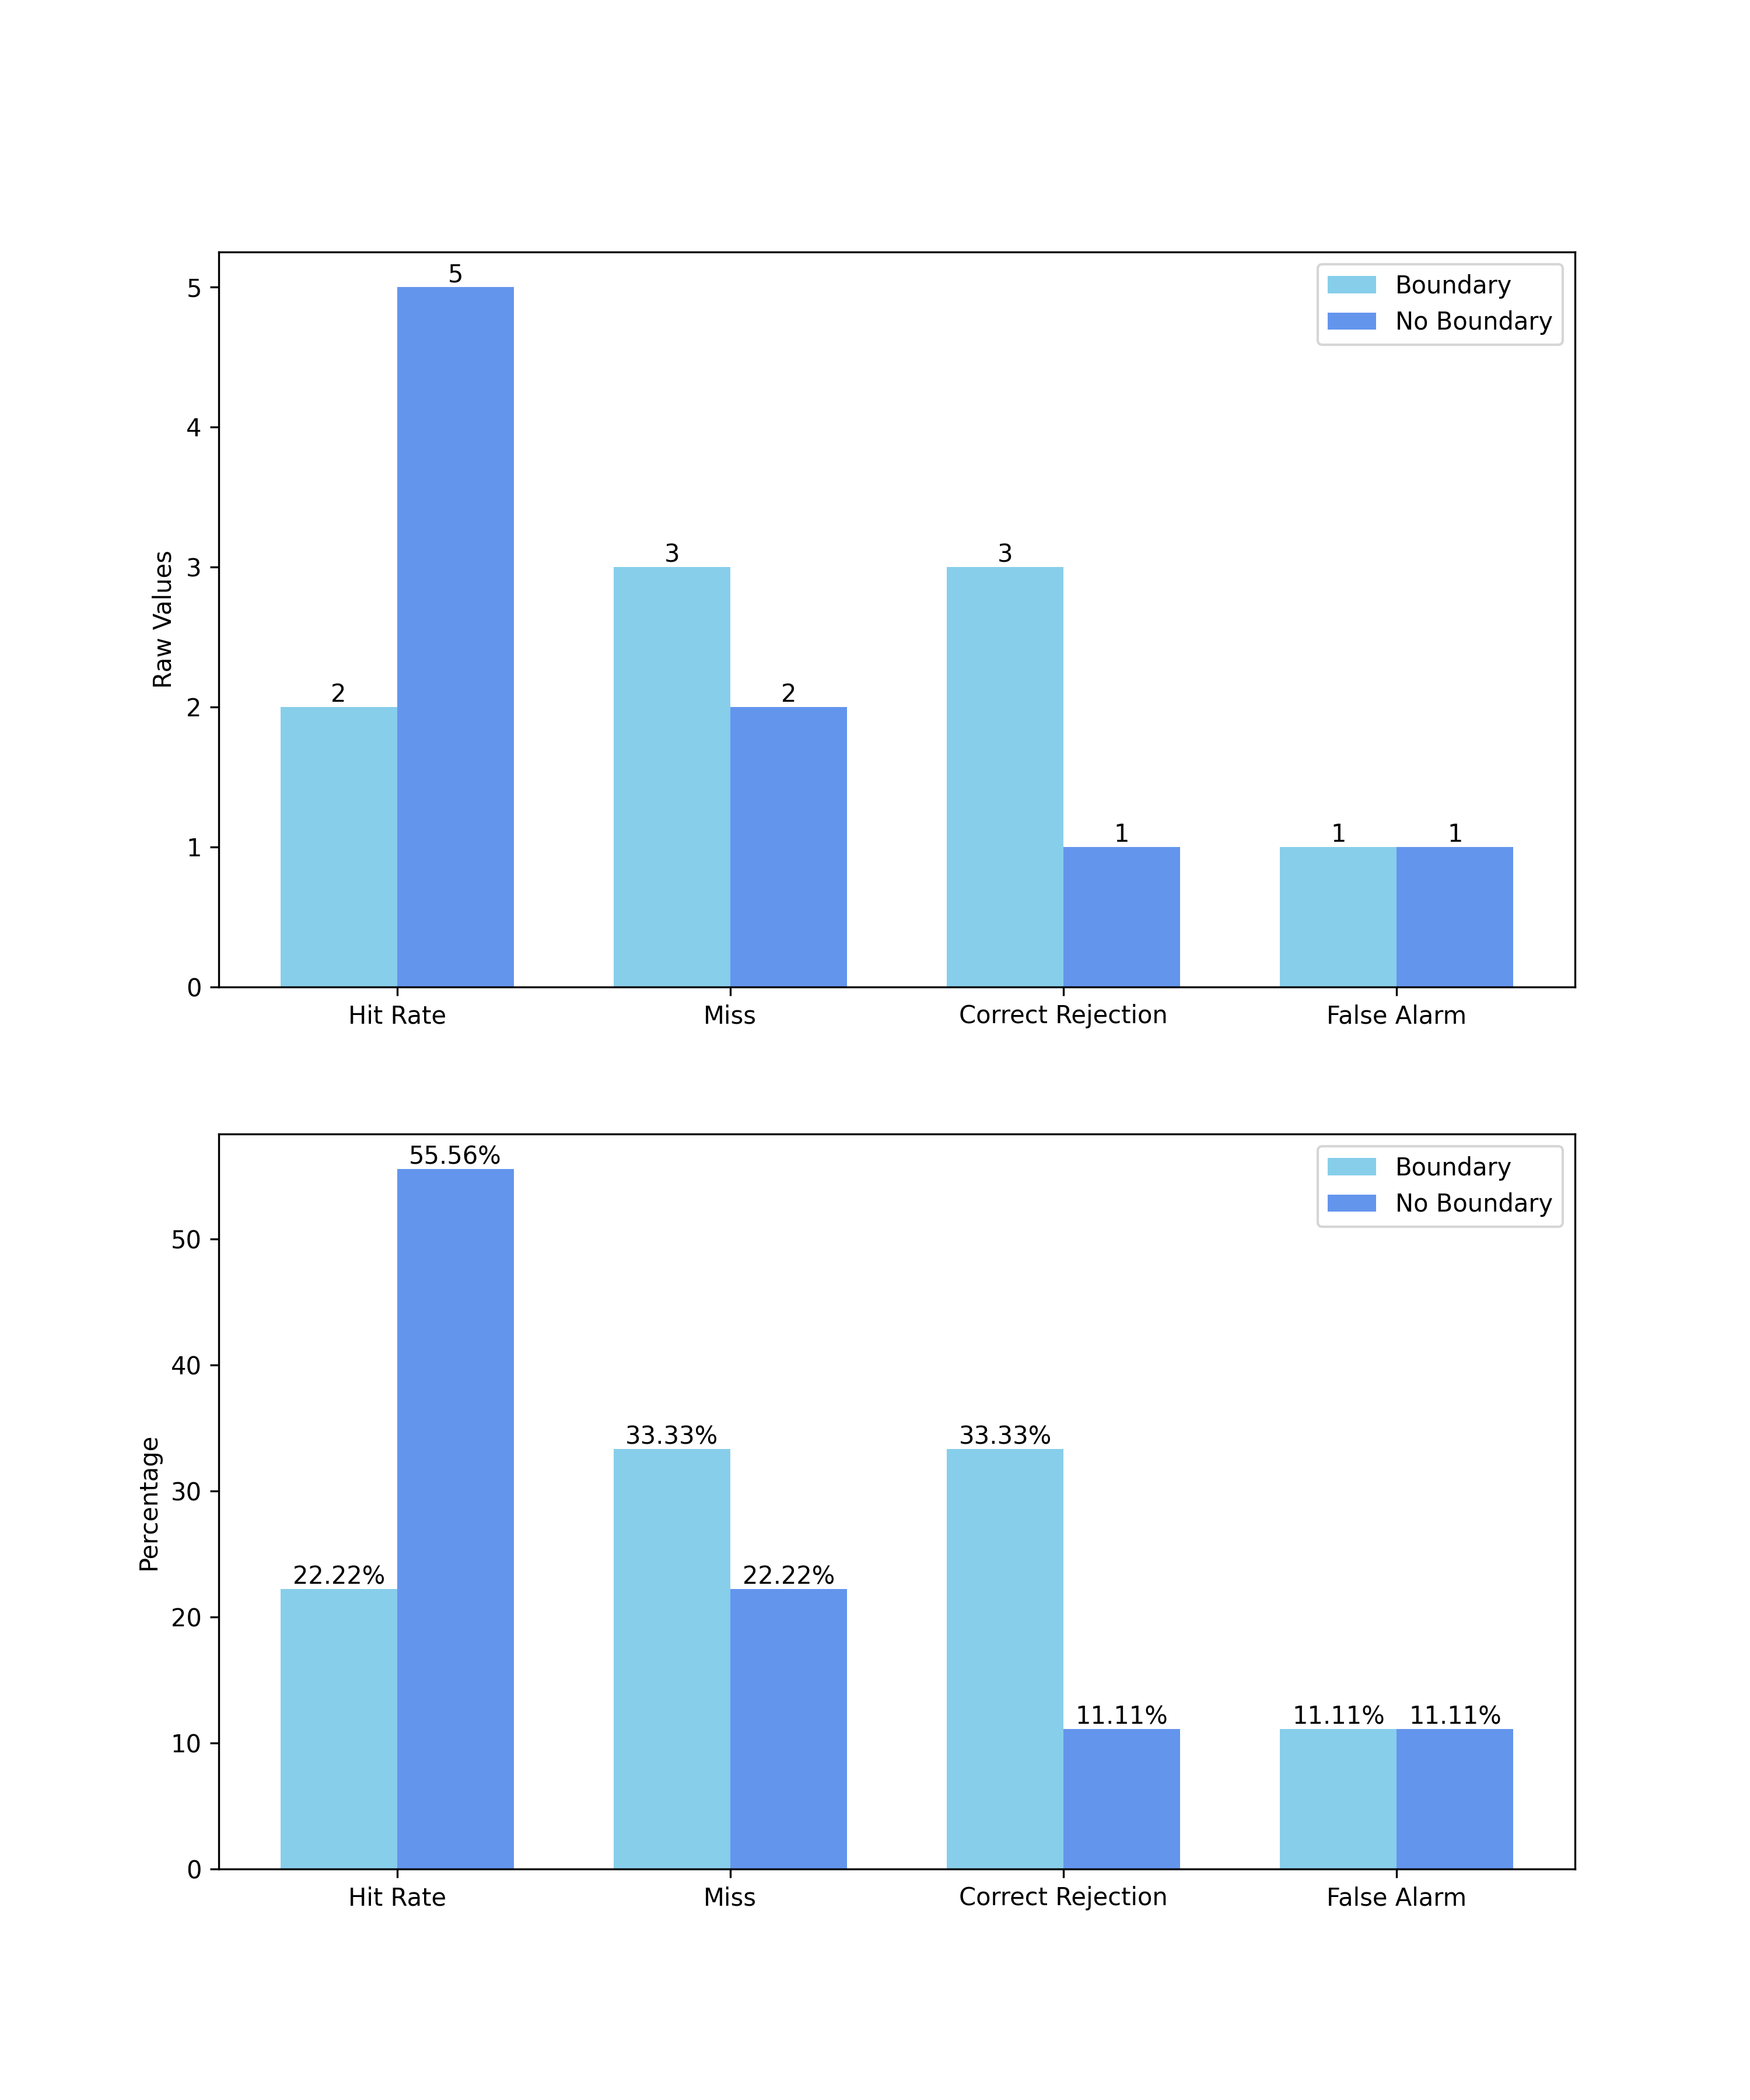 5
Boundary
No Boundary
5
4
3
2
1
0
Raw Values
2
3
2
3
1
1
1
Hit Rate
Miss
Correct Rejection
False Alarm
55.56%
Boundary
No Boundary
50
40
30
20
10
0
Percentage
22.22%
33.33%
22.22%
33.33%
11.11%
11.11%
11.11%
Hit Rate
Miss
Correct Rejection
False Alarm